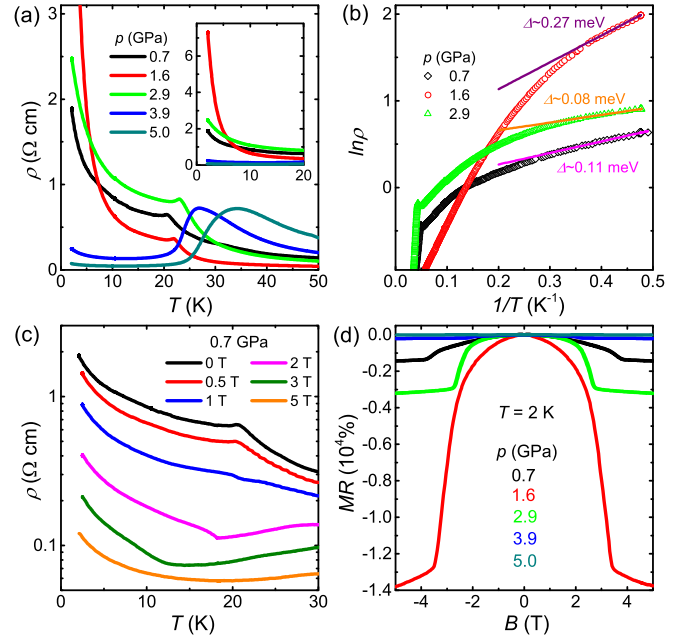 (a)
3
2
1
0
ρ (Ω cm)
p (GPa)
0.7
1.6
2.9
3.9
5.0
6
4
2
0
0 10 20
0 10 20 30 40 50
T (K)
(b)
lnρ
0
p (GPa)
0.7
1.6
2.9
Δ~0.27 meV
Δ~0.08 meV
Δ~0.11 meV
0.0 0.1 0.2 0.3 0.4 0.5
1/T (K⁻¹)
(c)
0.7 GPa
0 T 2 T
0.5 T 3 T
1 T 5 T
1
0.1
ρ (Ω cm)
0 10 20 30
T (K)
(d)
0.0
-0.2
-0.4
-0.6
-0.8
-1.0
-1.2
-1.4
MR (10⁴%)
T = 2 K
p (GPa)
0.7
1.6
2.9
3.9
5.0
-4 -2 0 2 4
B (T)